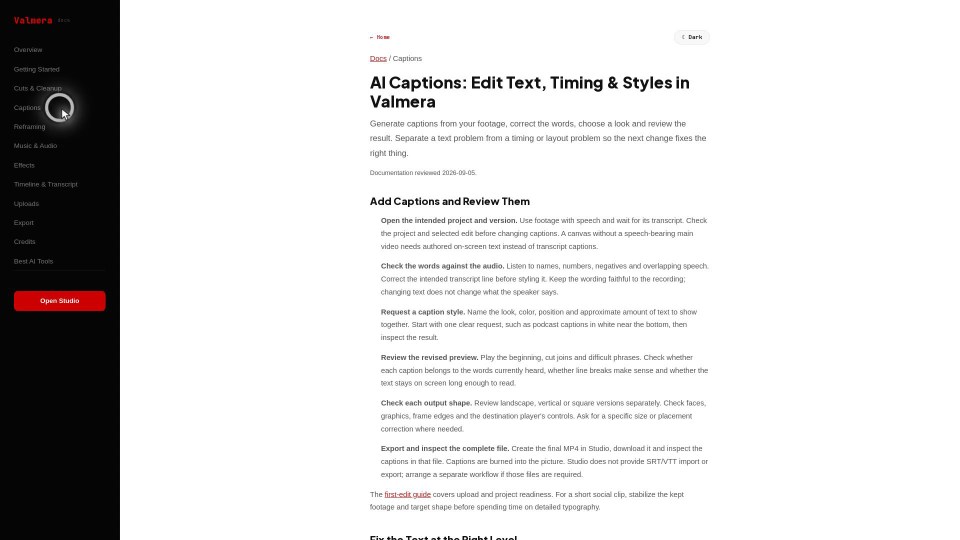 Valmera Docs
Overview
Getting Started
Cuts & Cleanup
Captions
Reframing
Music & Audio
Effects
Timeline & Transcript
Uploads
Export
Credits
Best AI Tools
Open Studio
← Home
☾ Dark
Docs / Captions
AI Captions: Edit Text, Timing & Styles in
Valmera
Generate captions from your footage, correct the words, choose a look and review the
result. Separate a text problem from a timing or layout problem so the next change fixes the
right thing.
Documentation reviewed 2026-09-05.
Add Captions and Review Them
Open the intended project and version. Use footage with speech and wait for its transcript. Check
the project and selected edit before changing captions. A canvas without a speech-bearing main
video needs authored on-screen text instead of transcript captions.
Check the words against the audio. Listen to names, numbers, negatives and overlapping speech.
Correct the intended transcript line before styling it. Keep the wording faithful to the recording;
changing text does not change what the speaker says.
Request a caption style. Name the look, color, position and approximate amount of text to show
together. Start with one clear request, such as podcast captions in white near the bottom, then
inspect the result.
Review the revised preview. Play the beginning, cut joins and difficult phrases. Check whether
each caption belongs to the words currently heard, whether line breaks make sense and whether the
text stays on screen long enough to read.
Check each output shape. Review landscape, vertical or square versions separately. Check faces,
graphics, frame edges and the destination player's controls. Ask for a specific size or placement
correction where needed.
Export and inspect the complete file. Create the final MP4 in Studio, download it and inspect the
captions in that file. Captions are burned into the picture. Studio does not provide SRT/VTT import or
export; arrange a separate workflow if those files are required.
The first-edit guide covers upload and project readiness. For a short social clip, stabilize the kept
footage and target shape before spending time on detailed typography.
Fix the Text at the Right Level